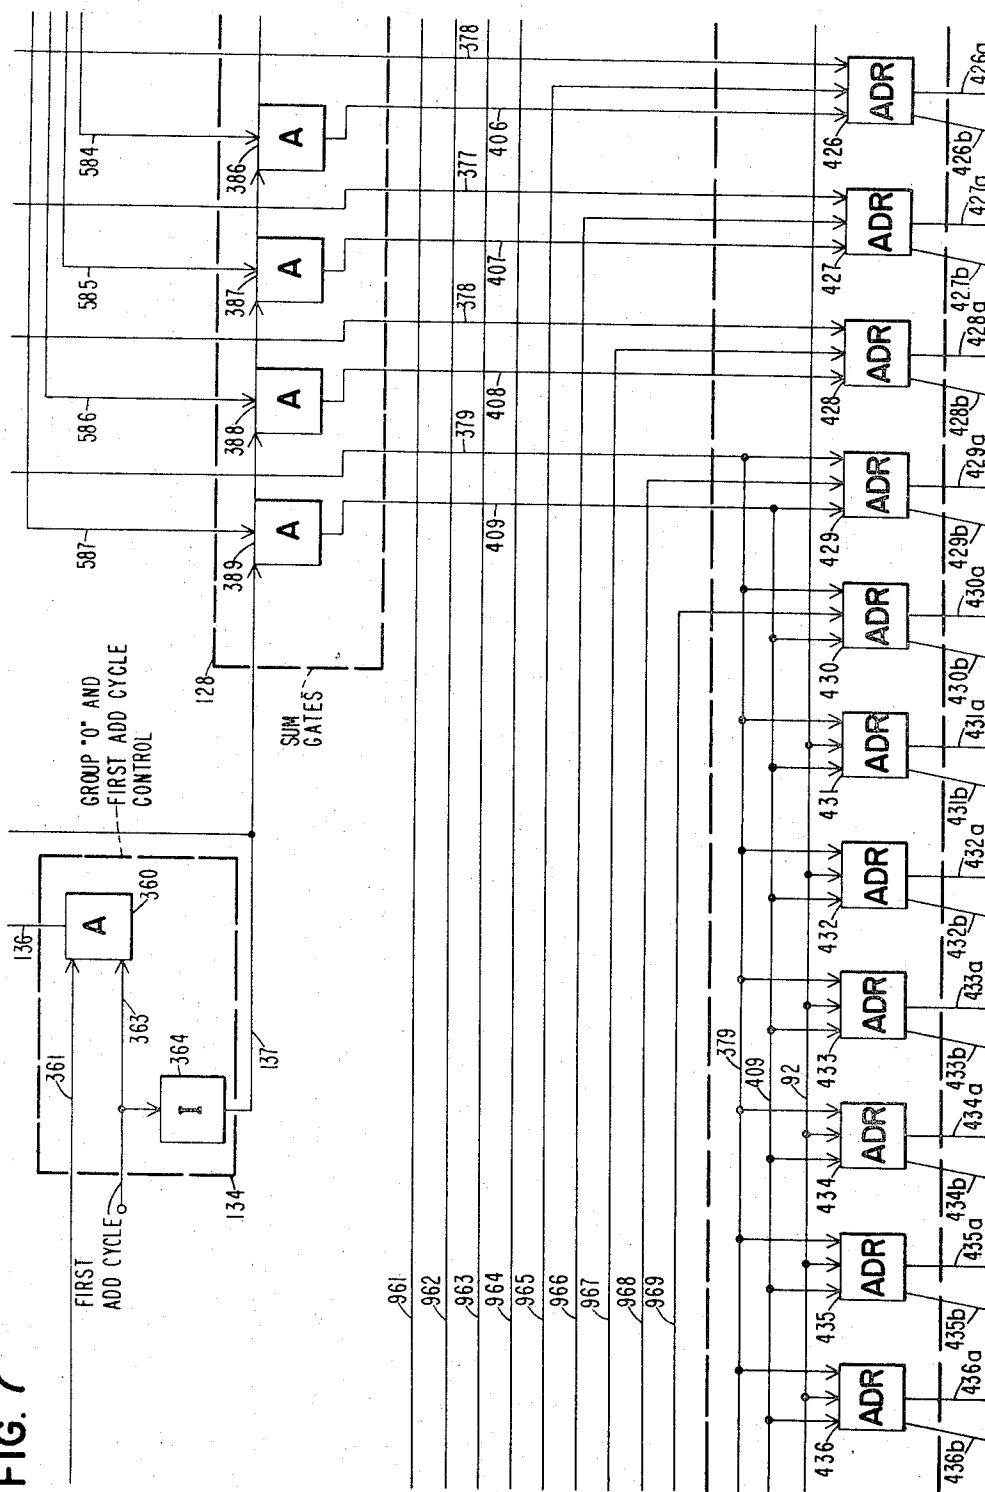 FIG. 7
FIRST
ADD CYCLE
361
363
364
I
A
360
136
134
137
GROUP "0" AND
FIRST ADD CYCLE
CONTROL
128
SUM
GATES
587
586
585
584
389
A
388
A
387
A
386
A
409
379
408
378
407
377
406
378
961
962
963
964
965
966
967
968
969
379
409
92
436
ADR
435
ADR
434
ADR
433
ADR
432
ADR
431
ADR
430
ADR
429
ADR
428
ADR
427
ADR
426
ADR
436b
436a
435b
435a
434b
434a
433b
433a
432b
432a
431b
431a
430b
430a
429b
429a
428b
428a
427b
427a
426b
426a